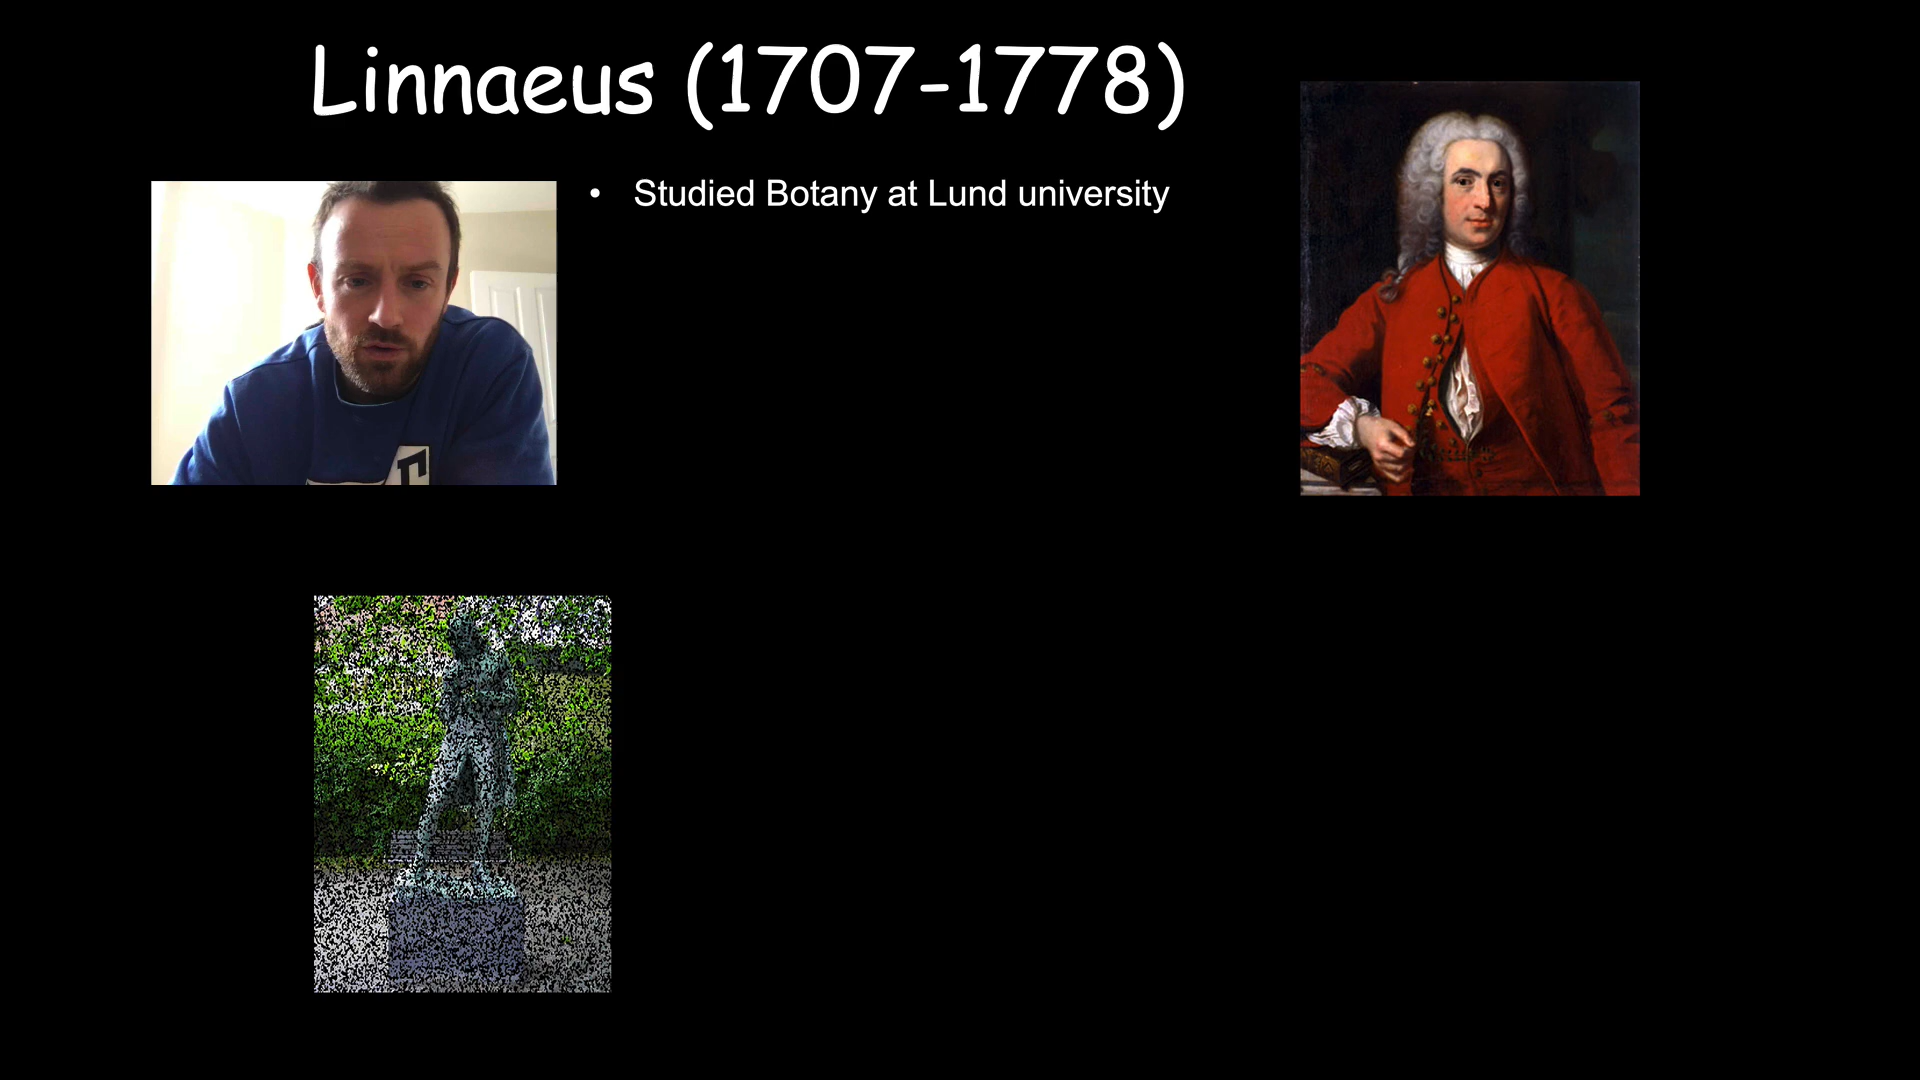 Linnaeus (1707-1778)
• Studied Botany at Lund university